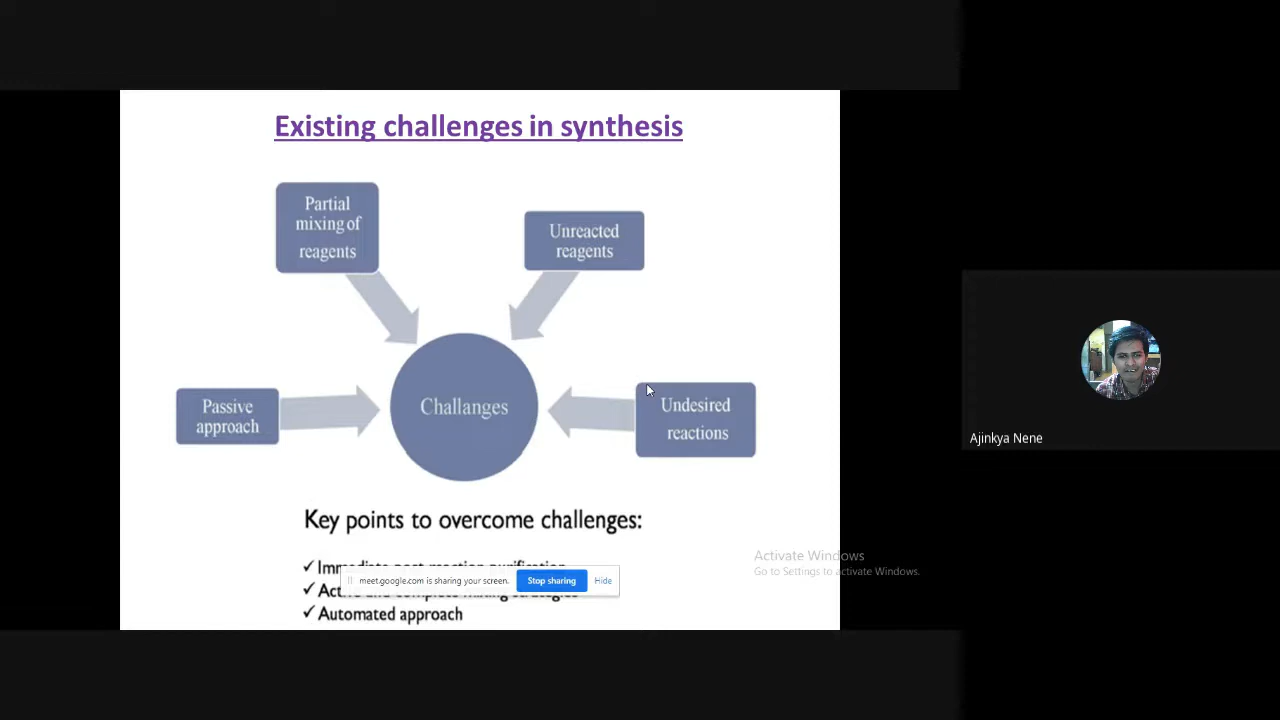 Existing challenges in synthesis
Partial
mixing of
reagents
Unreacted
reagents
Passive
approach
Challanges
Undesired
reactions
Key points to overcome challenges:
✓Immediate post reaction purification
meet.google.com is sharing your screen. Stop sharing Hide
✓Active and complete mixing strategies
✓Automated approach
Activate Windows
Go to Settings to activate Windows.
Ajinkya Nene